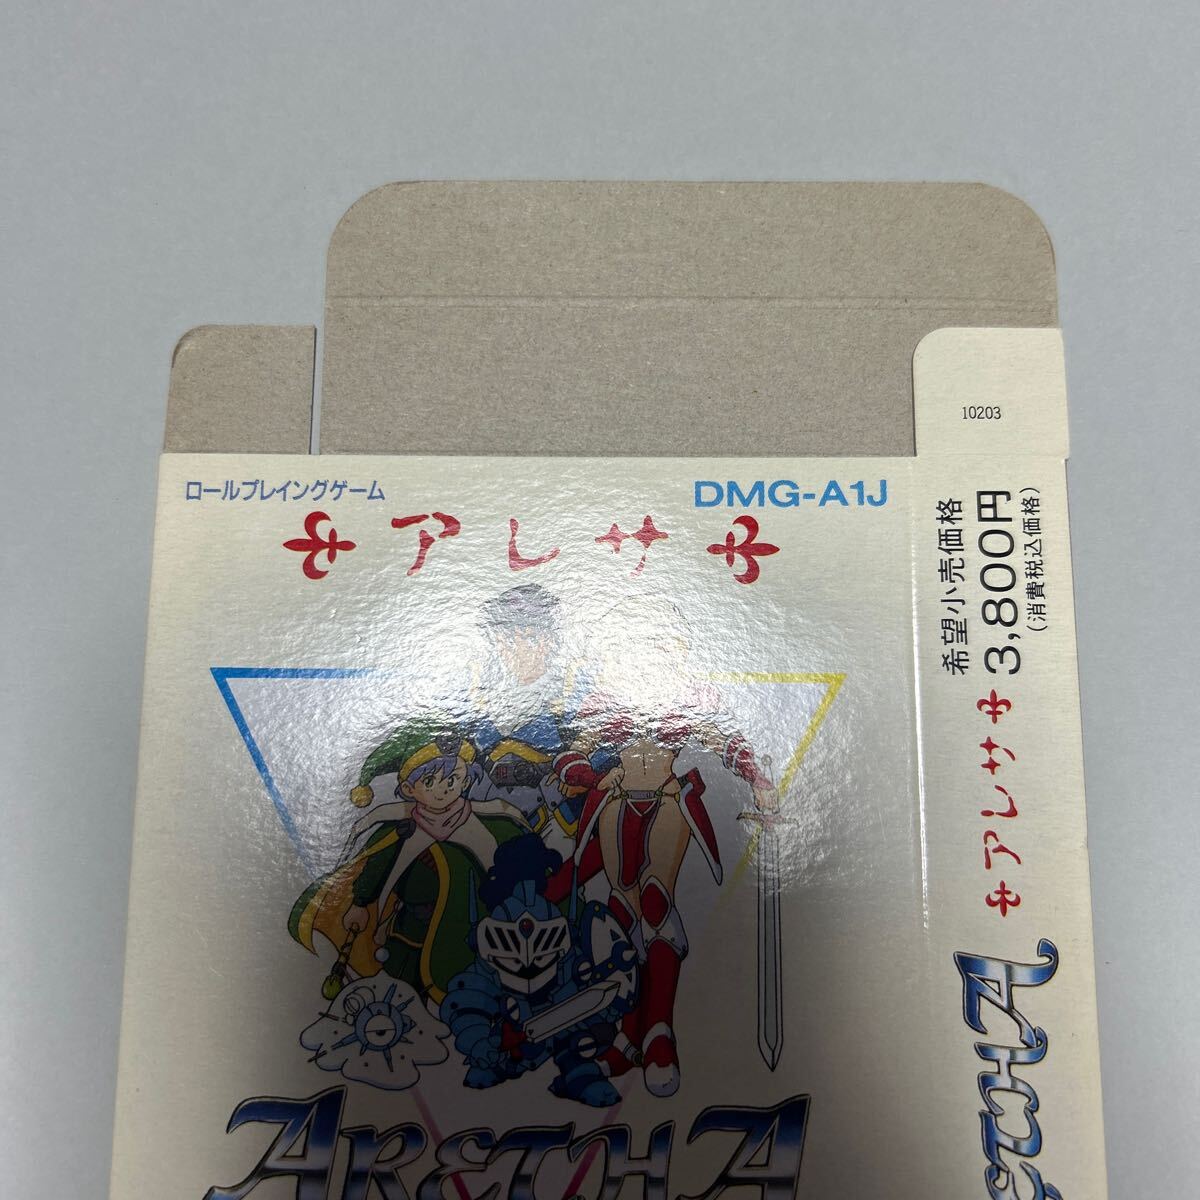 10203
ロールプレイングゲーム
DMG-A1J
アレサ
ARETHA
希望小売価格
3,800円
(消費税込価格)
アレサ
ARETHA